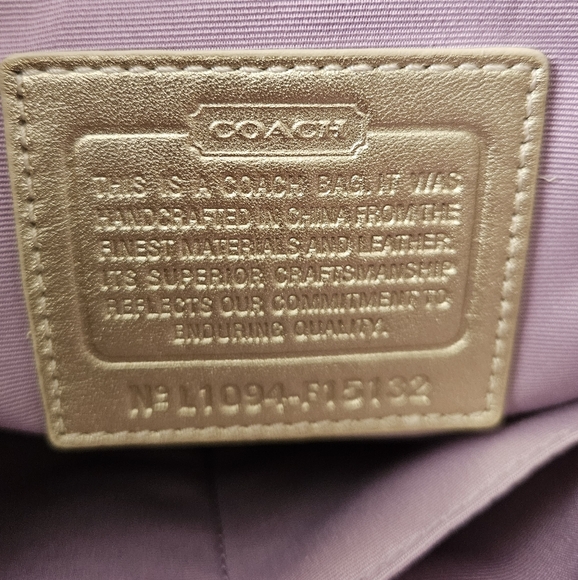 COACH
THIS IS A COACH BAG. IT WAS
HANDCRAFTED IN CHINA FROM THE
FINEST MATERIALS AND LEATHER.
ITS SUPERIOR CRAFTSMANSHIP
REFLECTS OUR COMMITMENT TO
ENDURING QUALITY.
Nº L1094-F15132